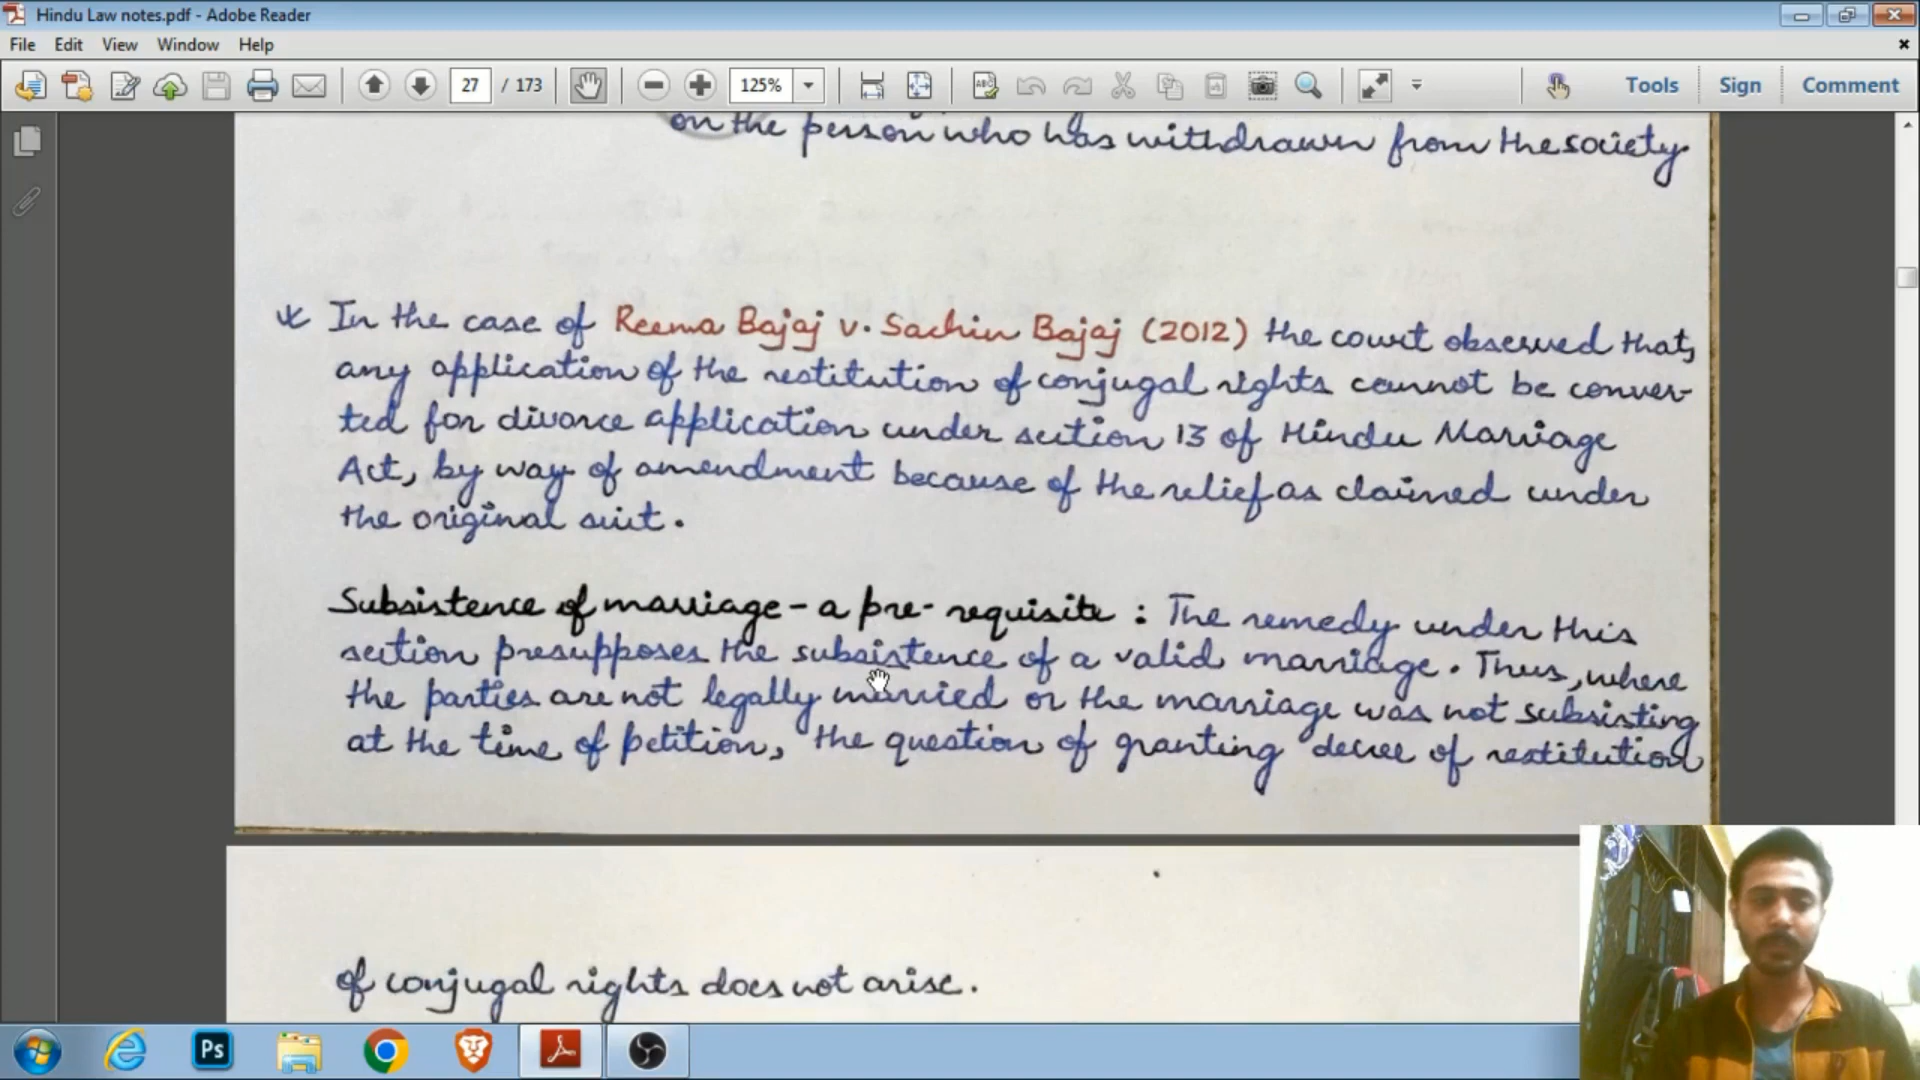 Hindu Law notes.pdf - Adobe Reader
File Edit View Window Help
27 / 173 125% Tools Sign Comment
on the person who has withdrawn from the society.
In the case of Reema Bajaj v. Sachin Bajaj (2012) the court observed that,
any application of the restitution of conjugal rights cannot be conver-
ted for divorce application under section 13 of Hindu Marriage
Act, by way of amendment because of the relief as claimed under
the original suit.
Subsistence of marriage - a pre-requisite : The remedy under this
section presupposes the subsistence of a valid marriage. Thus, where
the parties are not legally married or the marriage was not subsisting
at the time of petition, the question of granting decree of restitution
of conjugal rights does not arise.
Ps